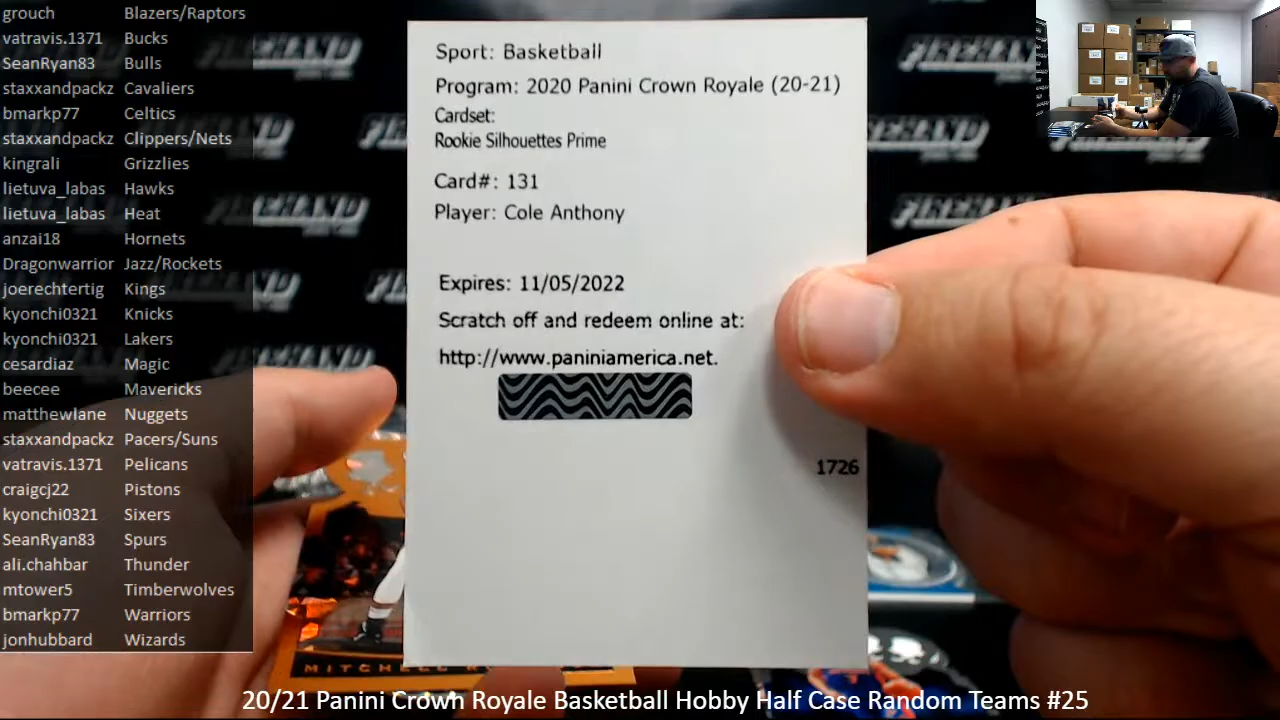 grouch Blazers/Raptors
vatravis.1371 Bucks
SeanRyan83 Bulls
staxxandpackz Cavaliers
bmarkp77 Celtics
staxxandpackz Clippers/Nets
kingrali Grizzlies
lietuva_labas Hawks
lietuva_labas Heat
anzai18 Hornets
Dragonwarrior Jazz/Rockets
joerechtertig Kings
kyonchi0321 Knicks
kyonchi0321 Lakers
cesardiaz Magic
beecee Mavericks
matthewlane Nuggets
staxxandpackz Pacers/Suns
vatravis.1371 Pelicans
craigcj22 Pistons
kyonchi0321 Sixers
SeanRyan83 Spurs
ali.chahbar Thunder
mtower5 Timberwolves
bmarkp77 Warriors
jonhubbard Wizards
Sport: Basketball
Program: 2020 Panini Crown Royale (20-21)
Cardset:
Rookie Silhouettes Prime
Card#: 131
Player: Cole Anthony
Expires: 11/05/2022
Scratch off and redeem online at:
http://www.paniniamerica.net.
1726
FIREHAND
MITCHELL R
20/21 Panini Crown Royale Basketball Hobby Half Case Random Teams #25